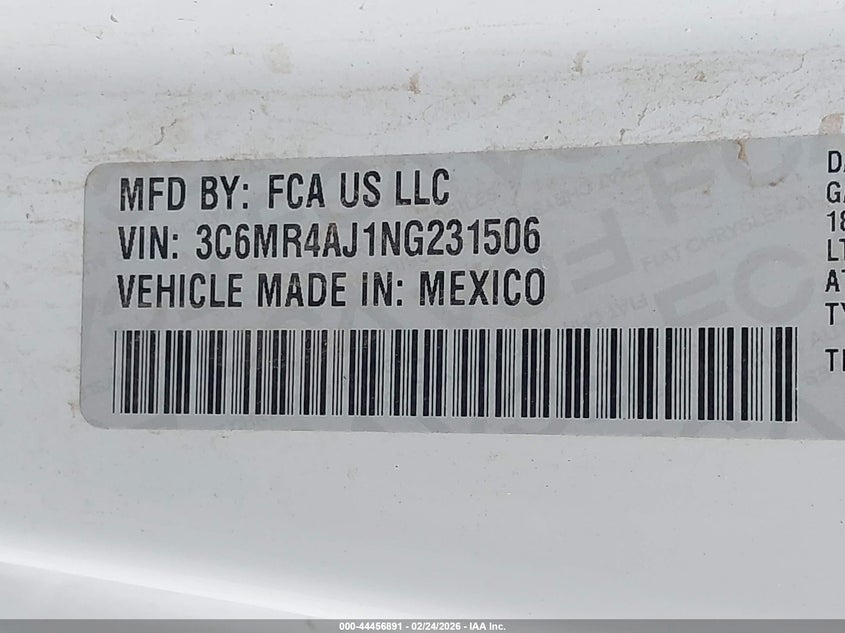 MFD BY: FCA US LLC
VIN: 3C6MR4AJ1NG231506
VEHICLE MADE IN: MEXICO
000-44456891 - 02/24/2026 - IAA Inc.